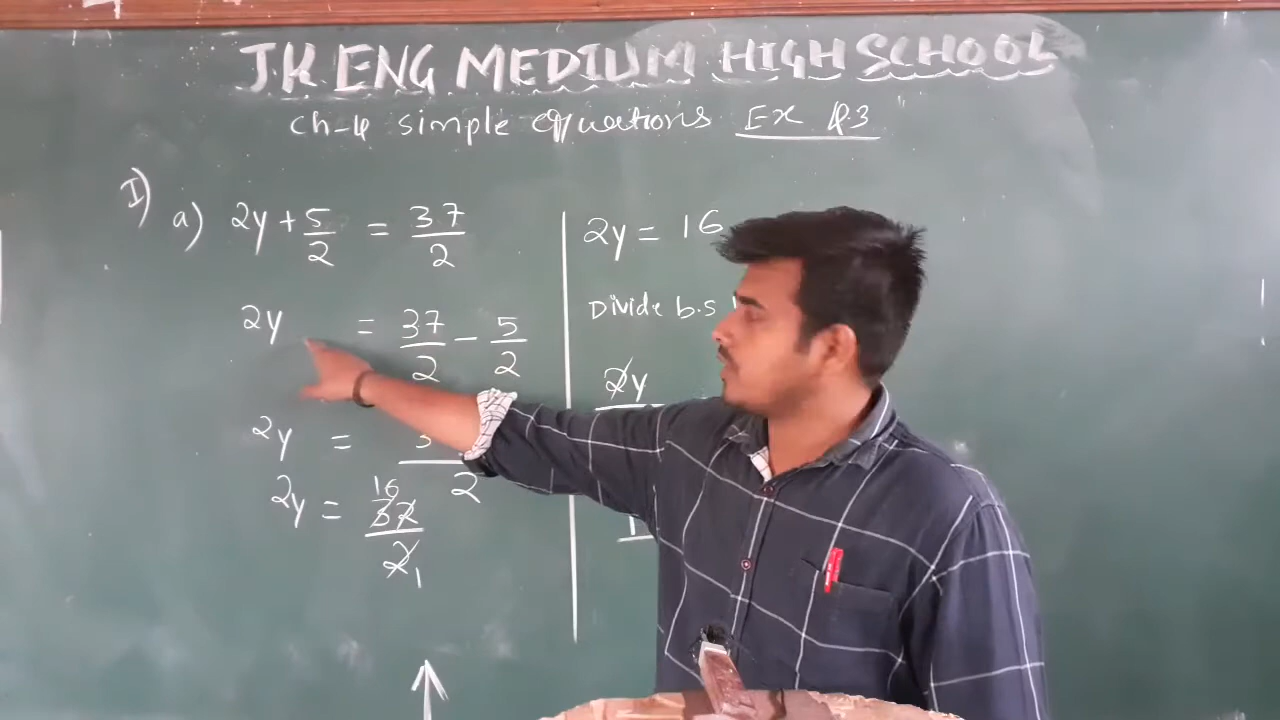 JK ENG MEDIUM HIGH SCHOOL
ch-4 simple equations Ex 4.3
I)
a) 2y + 5/2 = 37/2
2y = 37/2 - 5/2
2y =
2
2y = 32/2
16
1
2y = 16
Divide b.s
2y